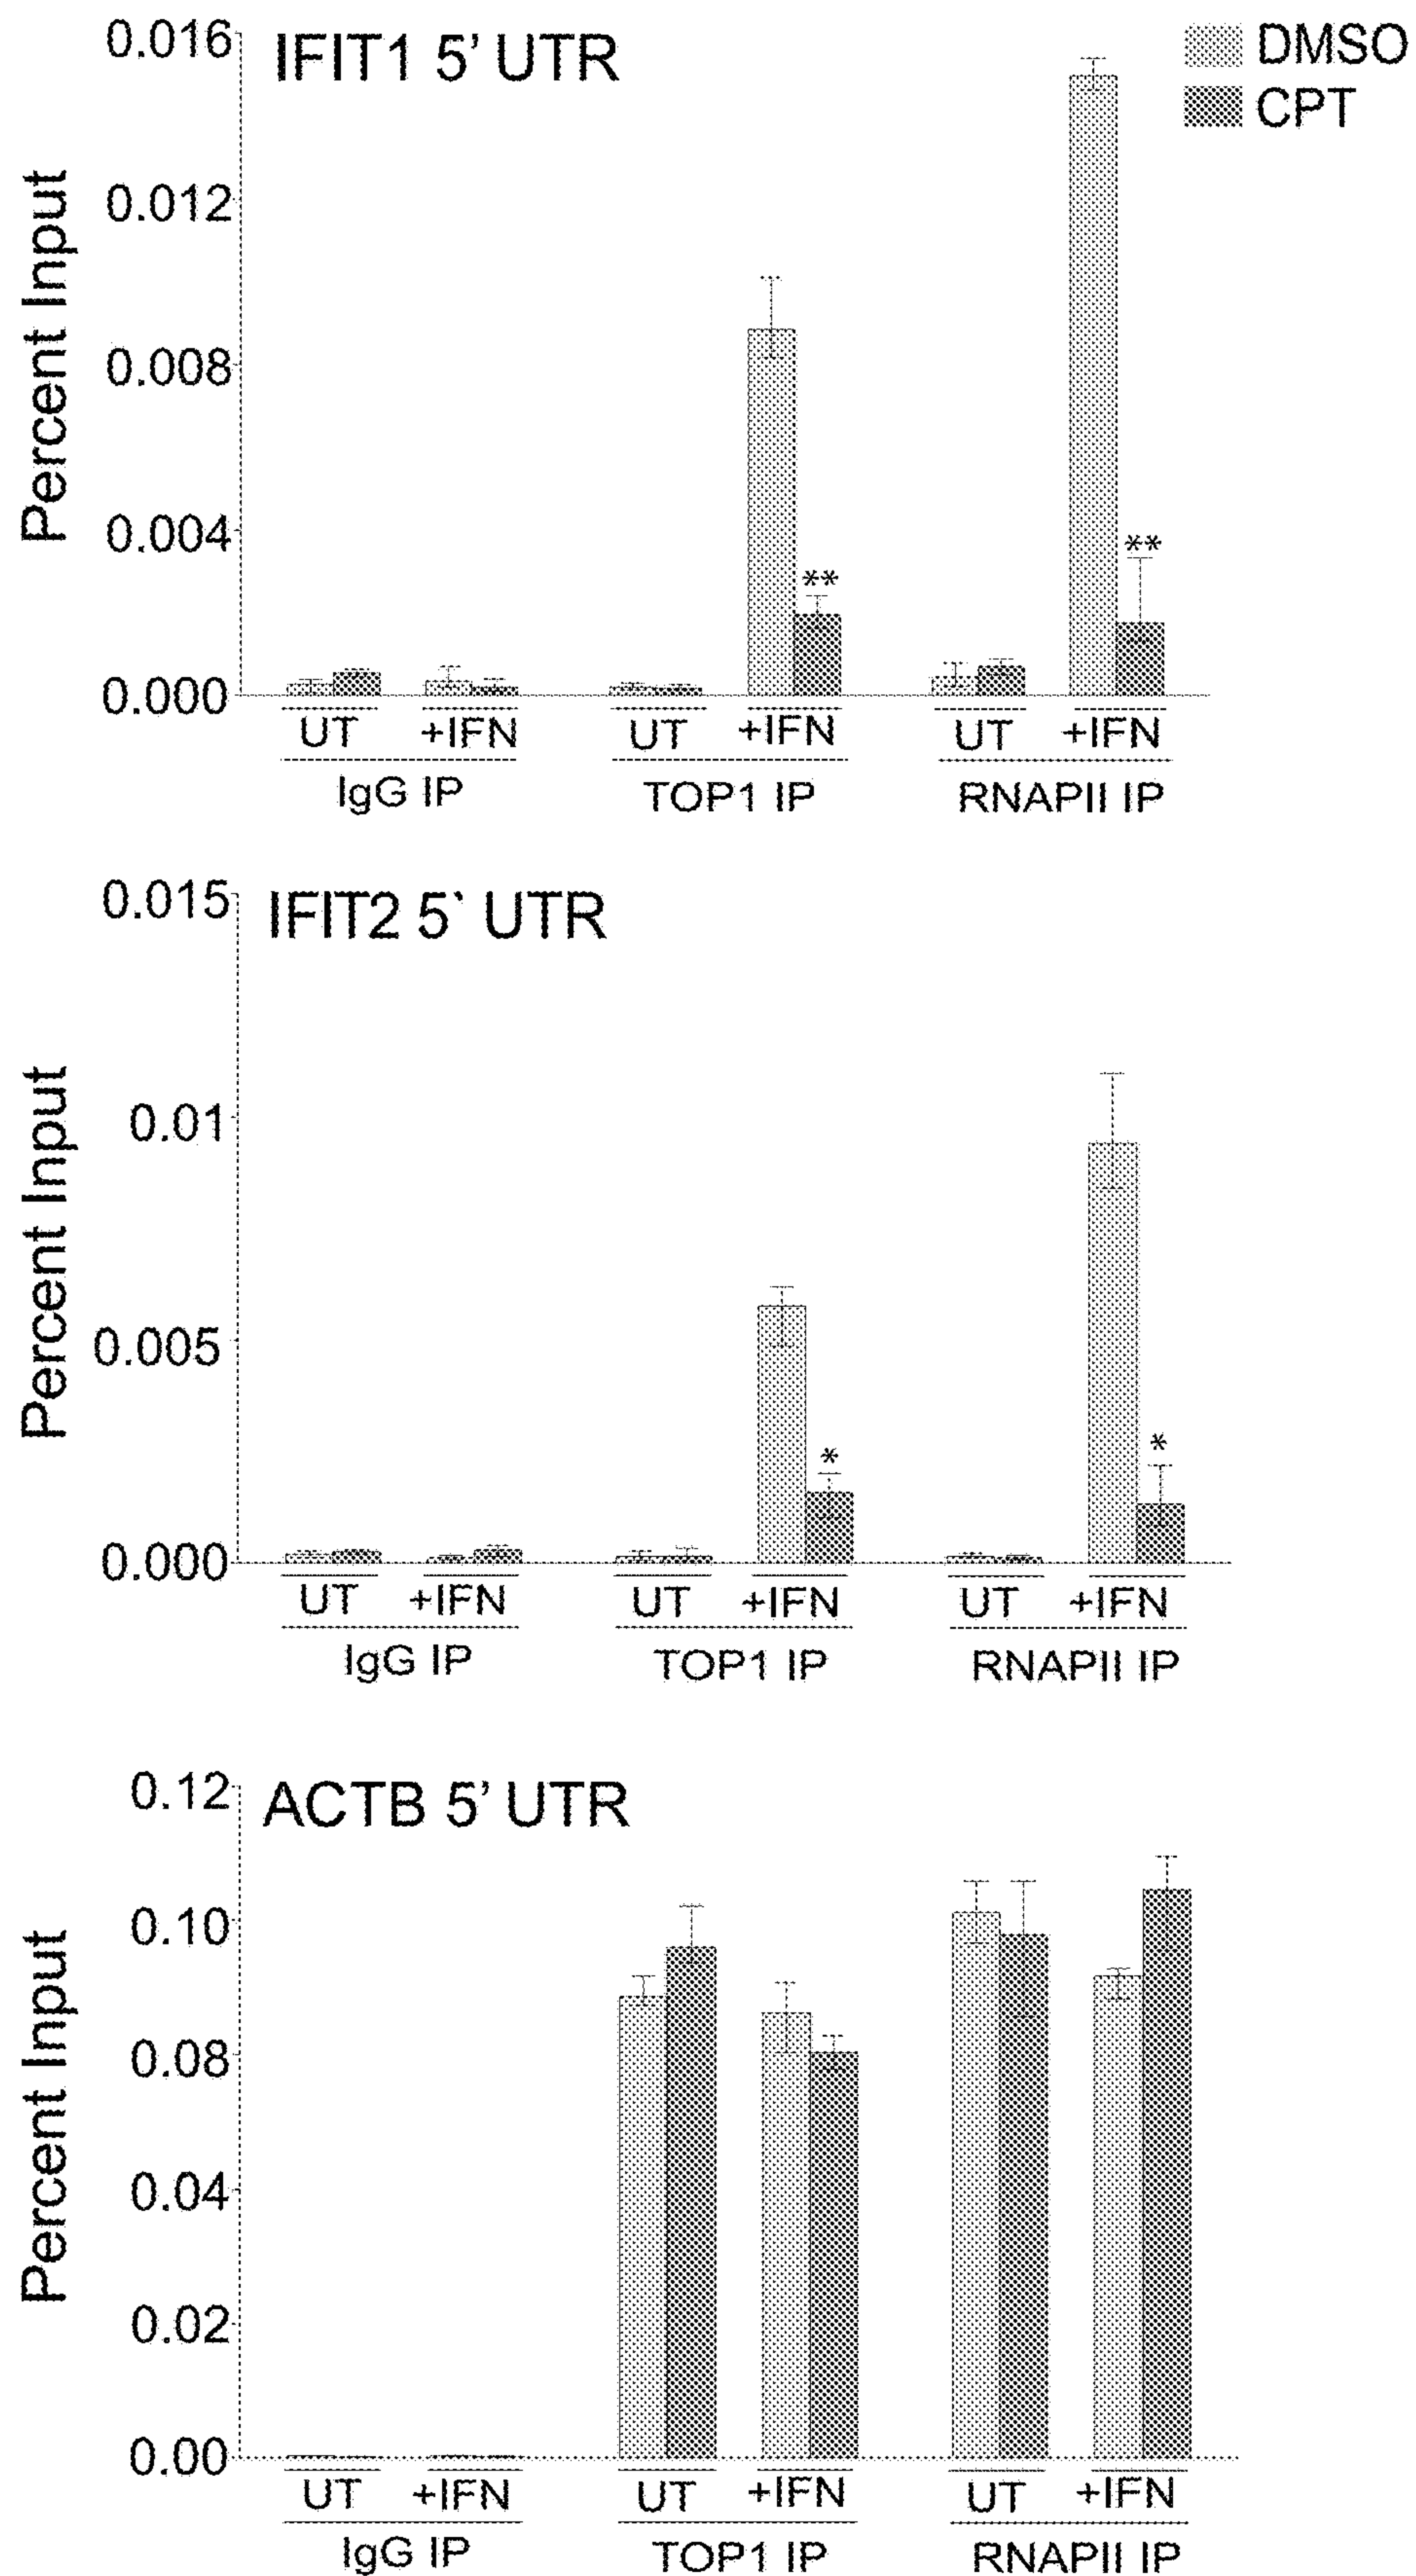 0.016 IFIT1 5' UTR DMSO
CPT
0.012
0.008
0.004
0.000
Percent Input
** **
UT +IFN UT +IFN UT +IFN
IgG IP TOP1 IP RNAPII IP
0.015 IFIT2 5` UTR
0.01
0.005
0.000
Percent Input
* *
UT +IFN UT +IFN UT +IFN
IgG IP TOP1 IP RNAPII IP
0.12 ACTB 5' UTR
0.10
0.08
0.04
0.02
0.00
Percent Input
UT +IFN UT +IFN UT +IFN
IgG IP TOP1 IP RNAPII IP